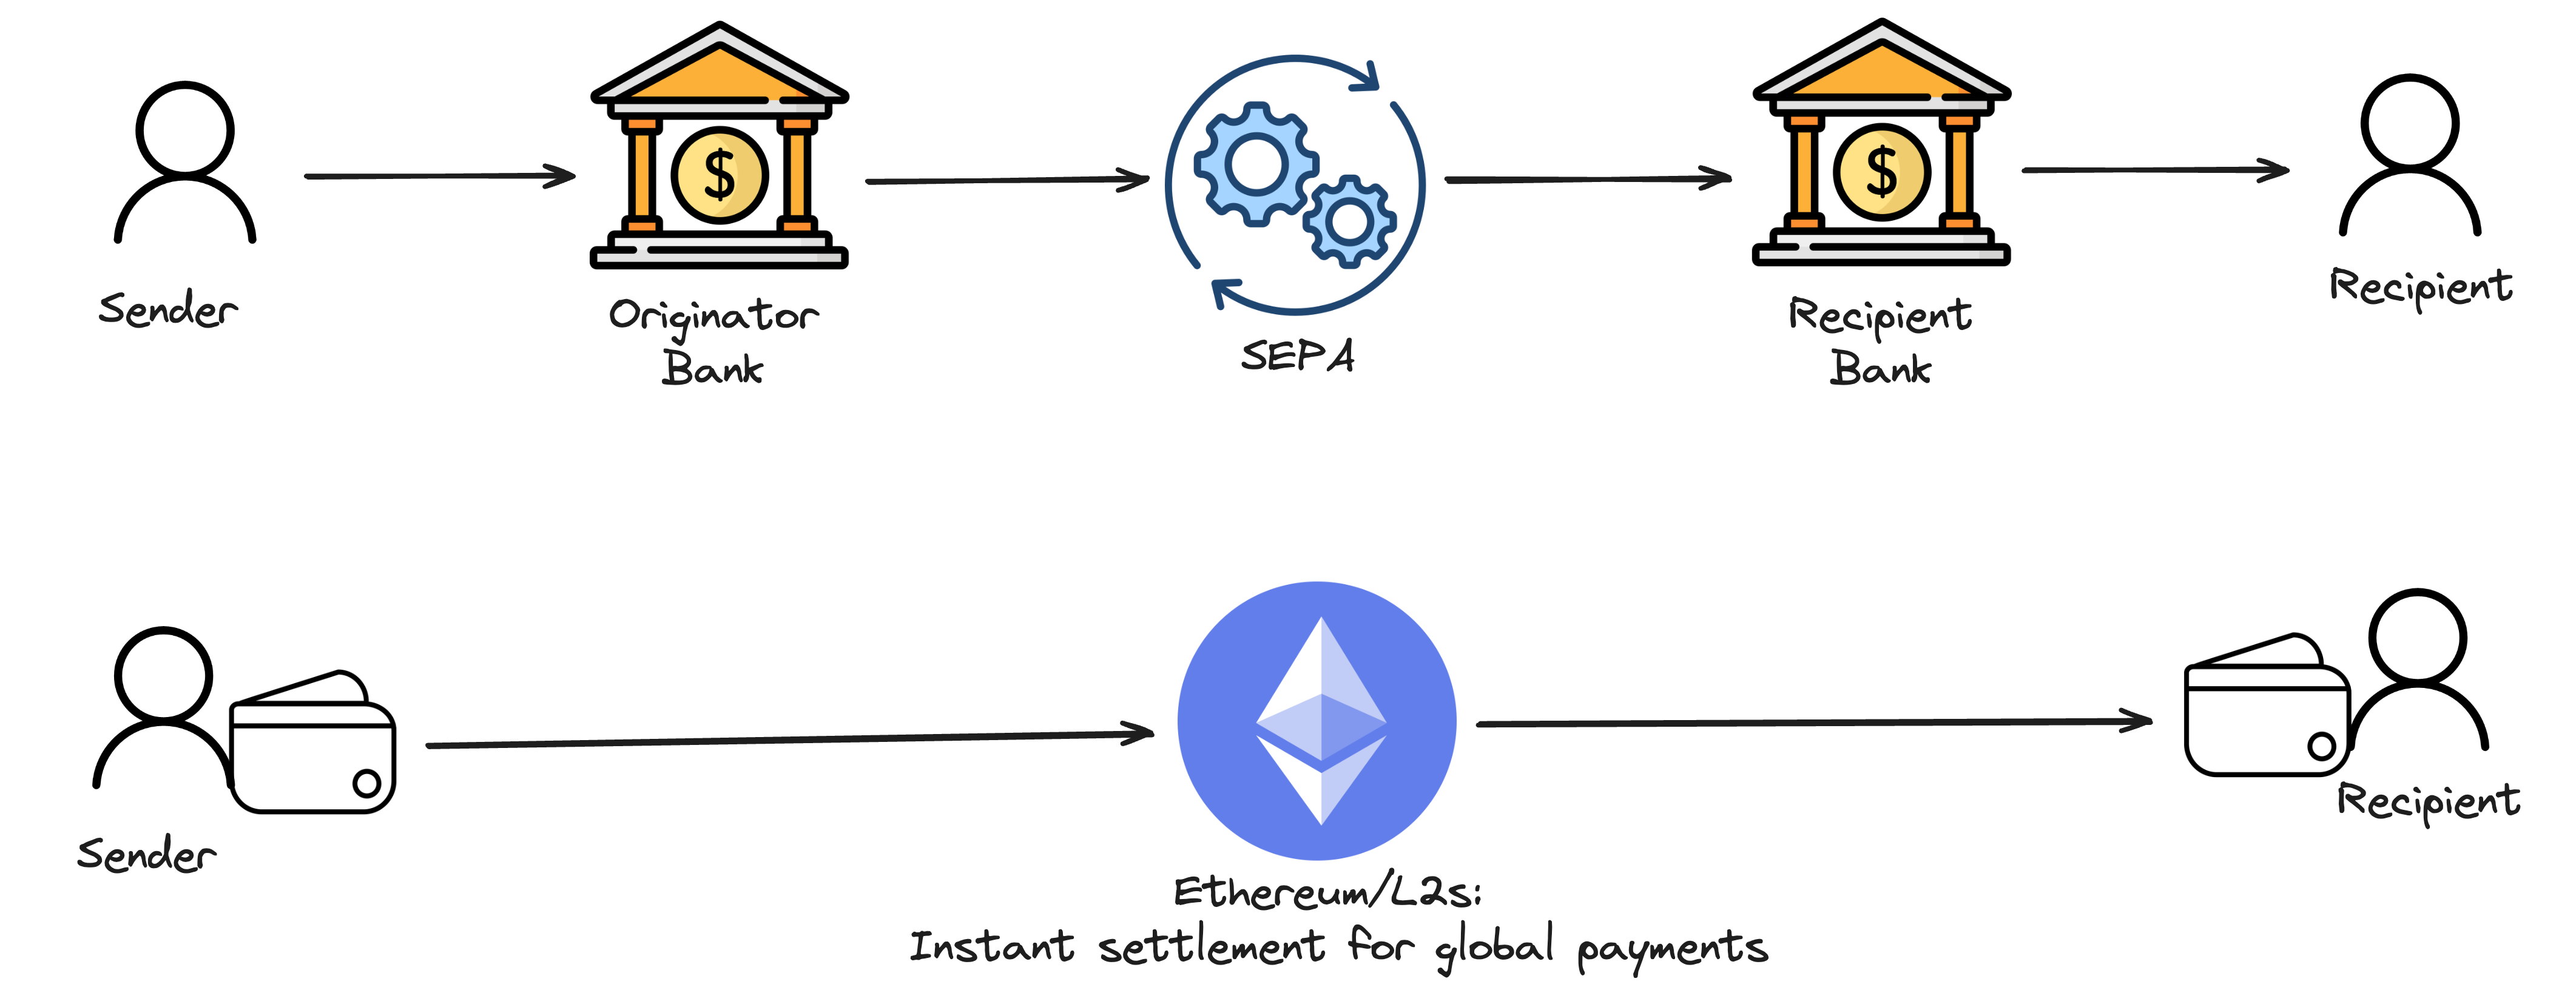 Sender
Originator
Bank
$
SEPA
Recipient
Bank
$
Recipient
Sender
Ethereum/L2s:
Instant settlement for global payments
Recipient